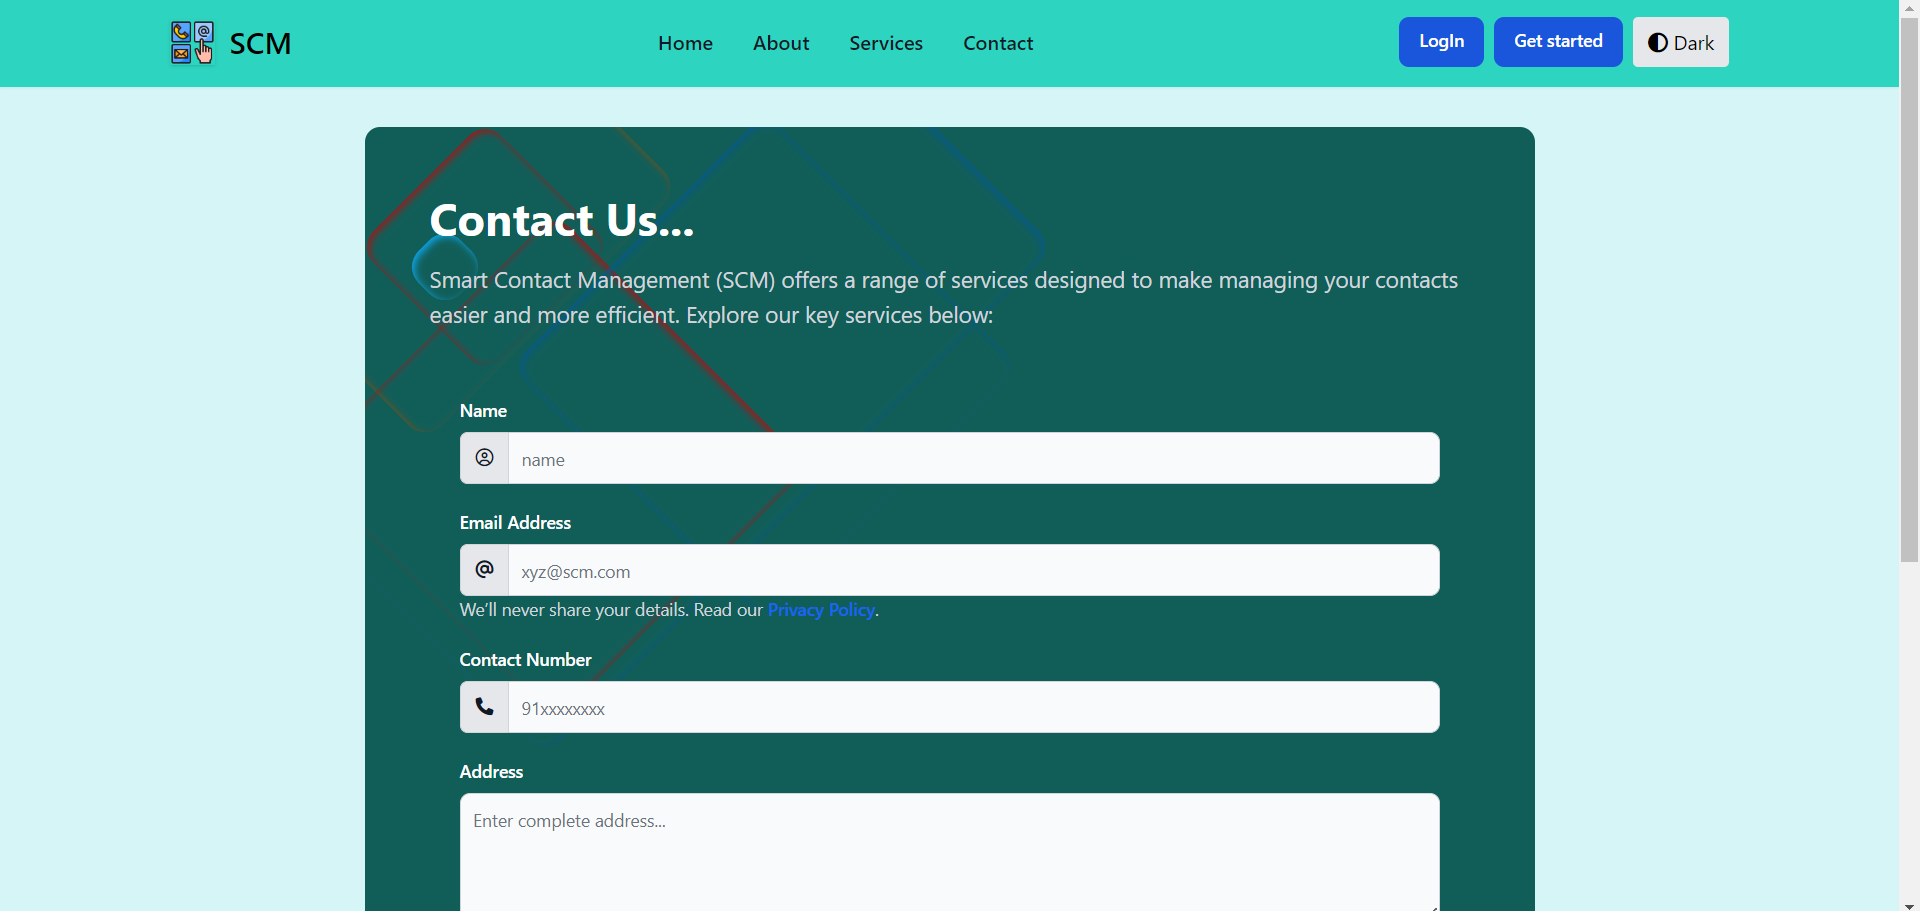 SCM
Home About Services Contact
LogIn Get started Dark
Contact Us...
Smart Contact Management (SCM) offers a range of services designed to make managing your contacts
easier and more efficient. Explore our key services below:
Name
name
Email Address
@ xyz@scm.com
We’ll never share your details. Read our Privacy Policy.
Contact Number
91xxxxxxxx
Address
Enter complete address...